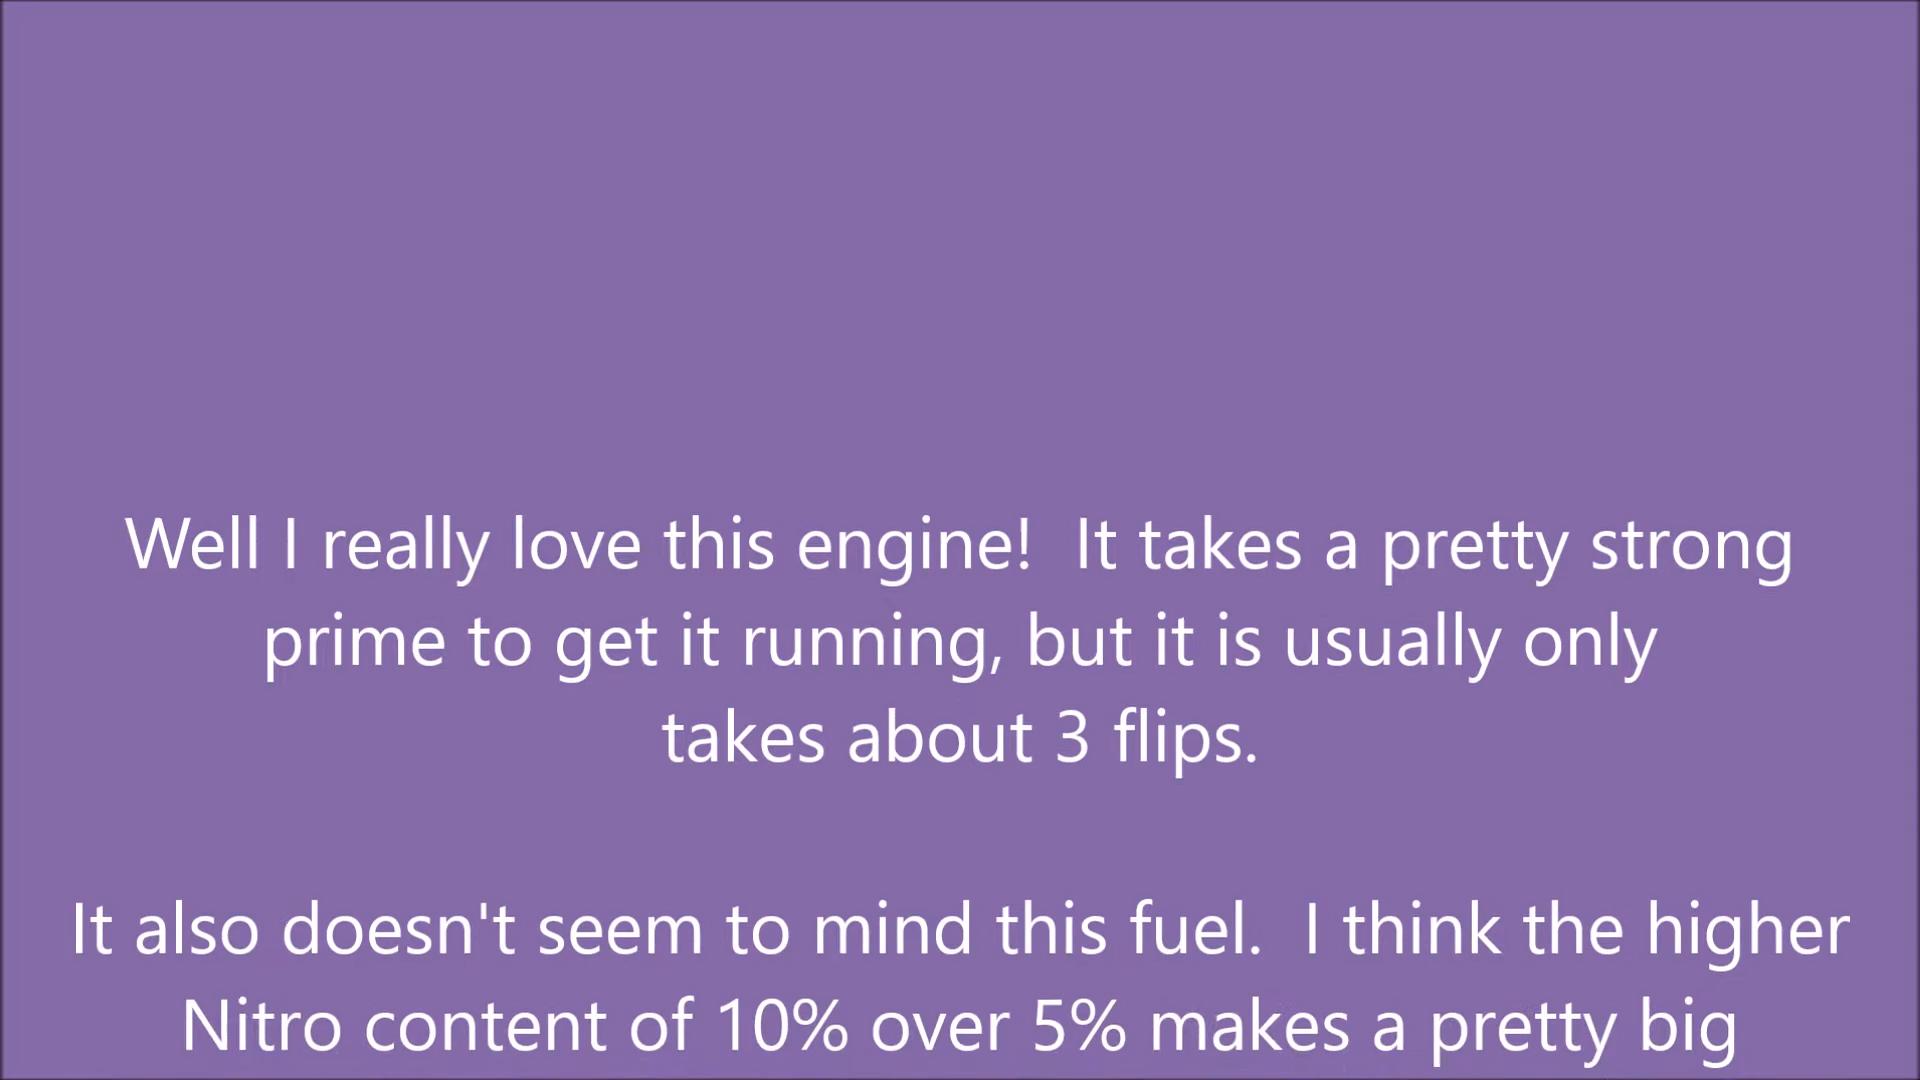 Well I really love this engine!  It takes a pretty strong
prime to get it running, but it is usually only
takes about 3 flips.
It also doesn't seem to mind this fuel.  I think the higher
Nitro content of 10% over 5% makes a pretty big